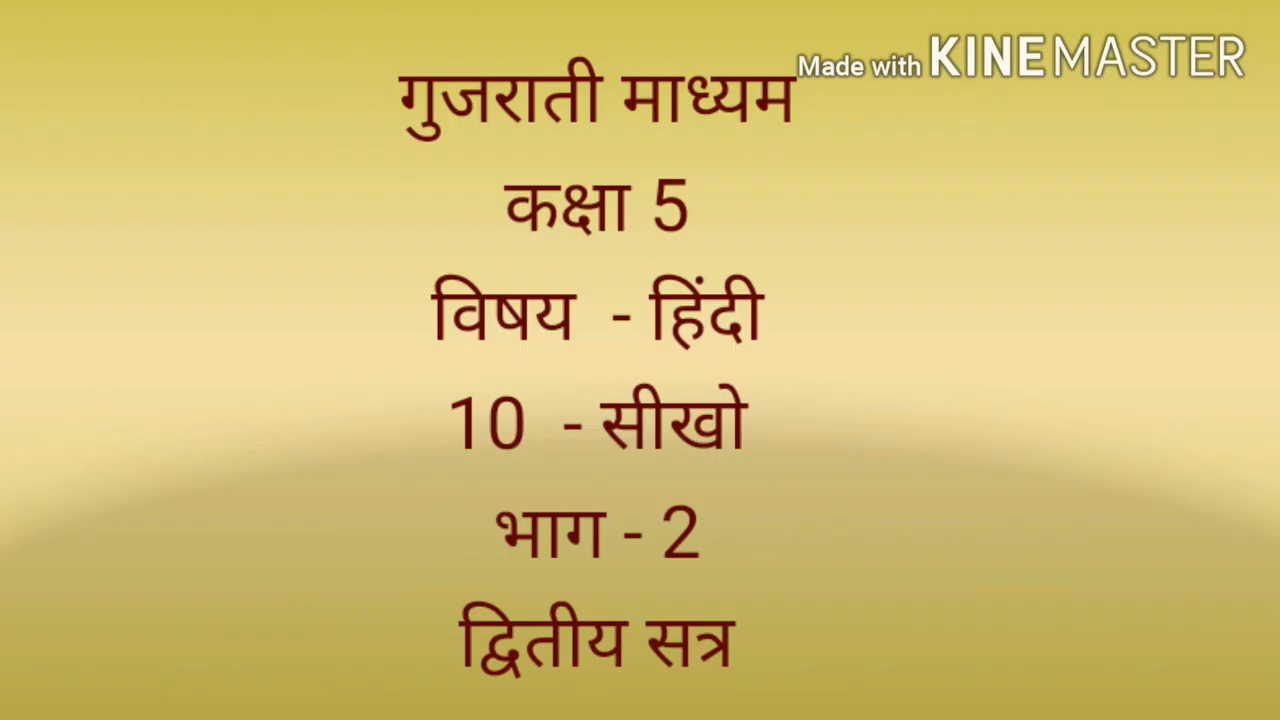 Made with KINEMASTER
गुजराती माध्यम
कक्षा 5
विषय - हिंदी
10 - सीखो
भाग - 2
द्वितीय सत्र